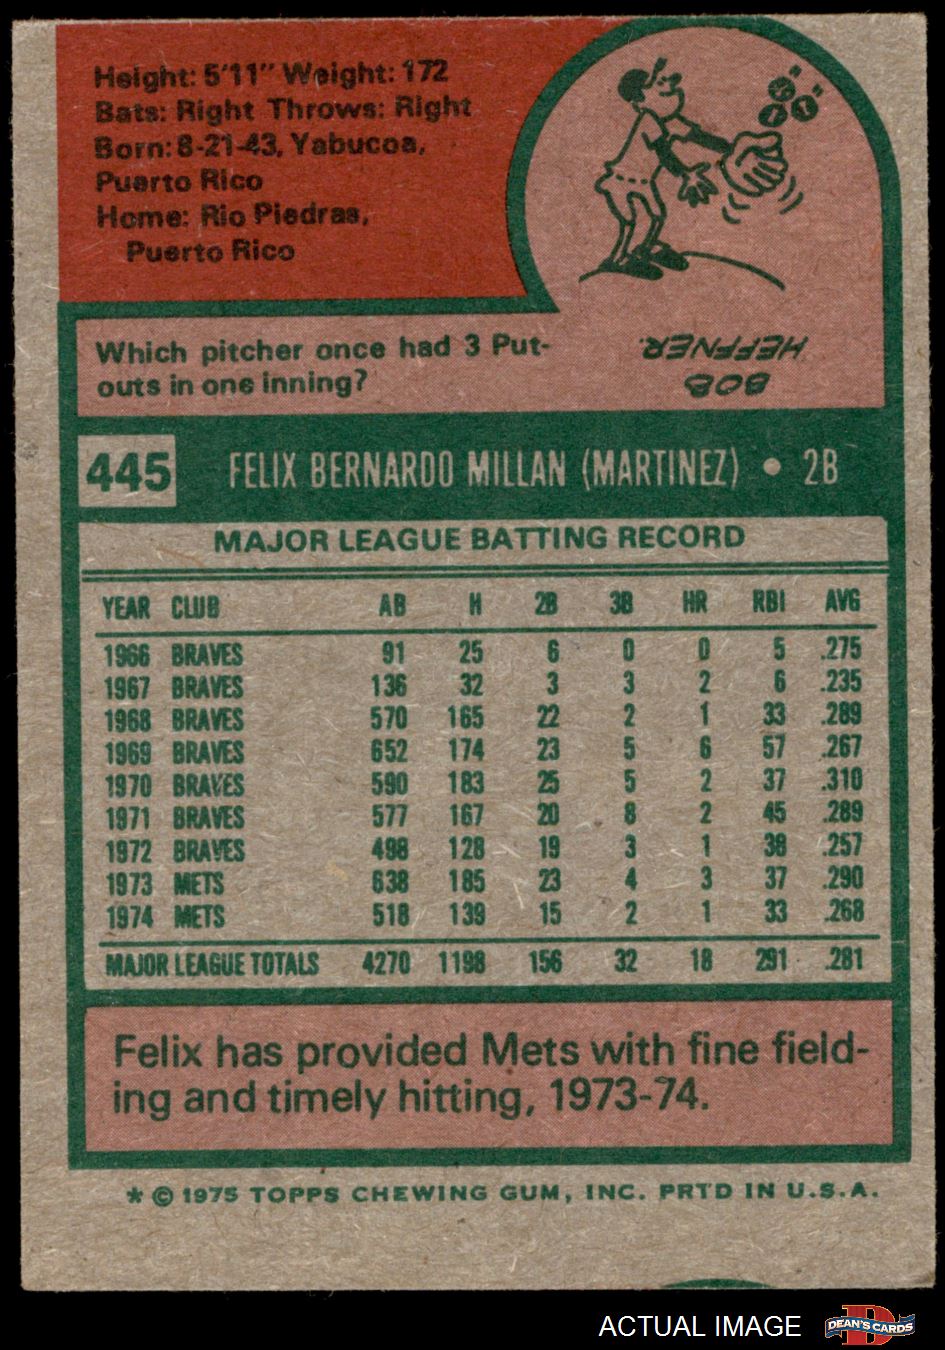 Height: 5'11" Weight: 172
Bats: Right Throws: Right
Born: 8-21-43, Yabucoa,
Puerto Rico
Home: Rio Piedras,
Puerto Rico
Which pitcher once had 3 Put-
outs in one inning?
BOB
HEFFNER.
445 FELIX BERNARDO MILLAN (MARTINEZ) • 2B
MAJOR LEAGUE BATTING RECORD
YEAR CLUB AB H 2B 3B HR RBI AVG
1966 BRAVES 91 25 6 0 0 5 .275
1967 BRAVES 136 32 3 3 2 6 .235
1968 BRAVES 570 165 22 2 1 33 .289
1969 BRAVES 652 174 23 5 6 57 .267
1970 BRAVES 590 183 25 5 2 37 .310
1971 BRAVES 577 167 20 8 2 45 .289
1972 BRAVES 498 128 19 3 1 38 .257
1973 METS 638 185 23 4 3 37 .290
1974 METS 518 139 15 2 1 33 .268
MAJOR LEAGUE TOTALS 4270 1198 156 32 18 291 .281
Felix has provided Mets with fine field-
ing and timely hitting, 1973-74.
* © 1975 TOPPS CHEWING GUM, INC. PRT'D IN U.S.A.
ACTUAL IMAGE DEAN'S CARDS